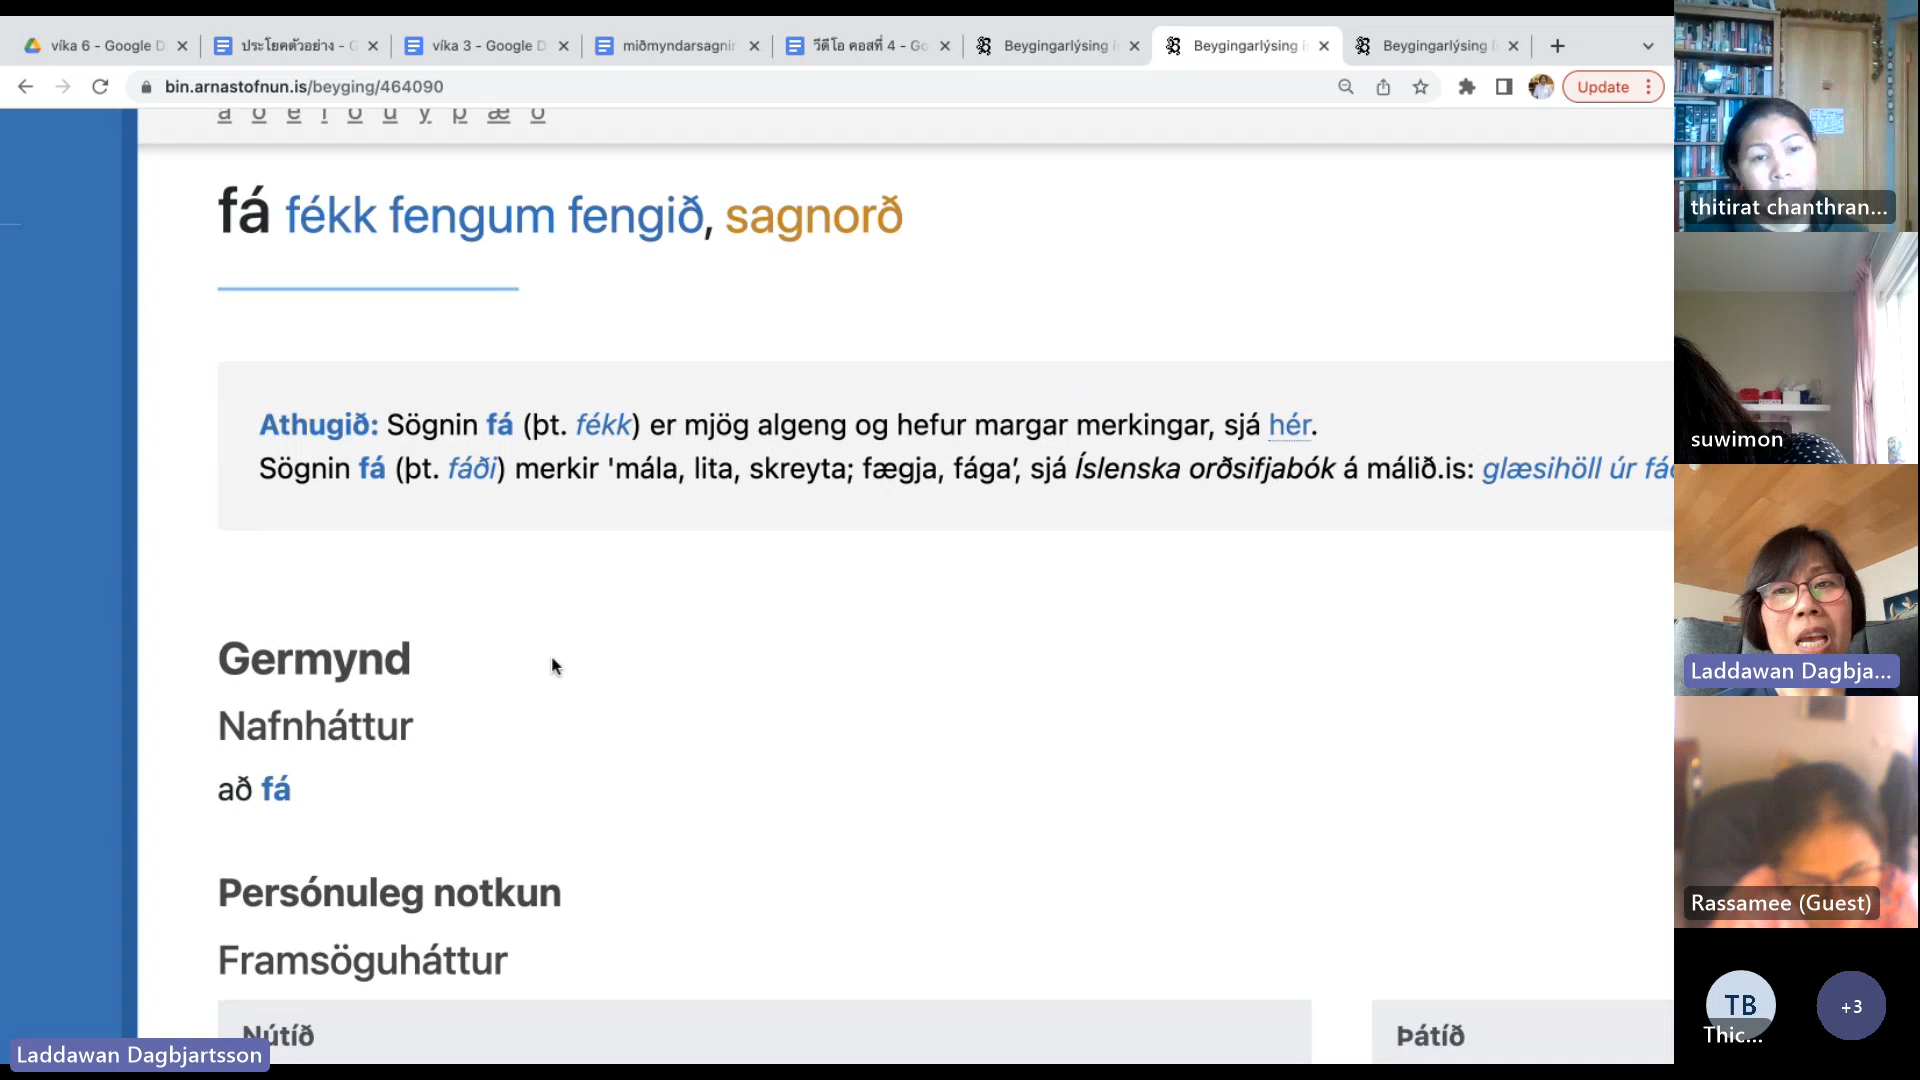 víka 6 - Google D
ประโยคตัวอย่าง - G
víka 3 - Google D
miðmyndarsagnir
วีดีโอ คอสที่ 4 - Go
Beygingarlýsing í
Beygingarlýsing í
Beygingarlýsing í
bin.arnastofnun.is/beyging/464090
Update
á ð é í ó ú ý þ æ ö
fá fékk fengum fengið, sagnorð
Athugið: Sögnin fá (þt. fékk) er mjög algeng og hefur margar merkingar, sjá hér.
Sögnin fá (þt. fáði) merkir 'mála, lita, skreyta; fægja, fága', sjá Íslenska orðsifjabók á málið.is: glæsihöll úr
Germynd
Nafnháttur
að fá
Persónuleg notkun
Framsöguháttur
Nútíð
Þátíð
Laddawan Dagbjartsson
thitirat chanthran...
suwimon
Laddawan Dagbja...
Rassamee (Guest)
TB
Thic...
+3